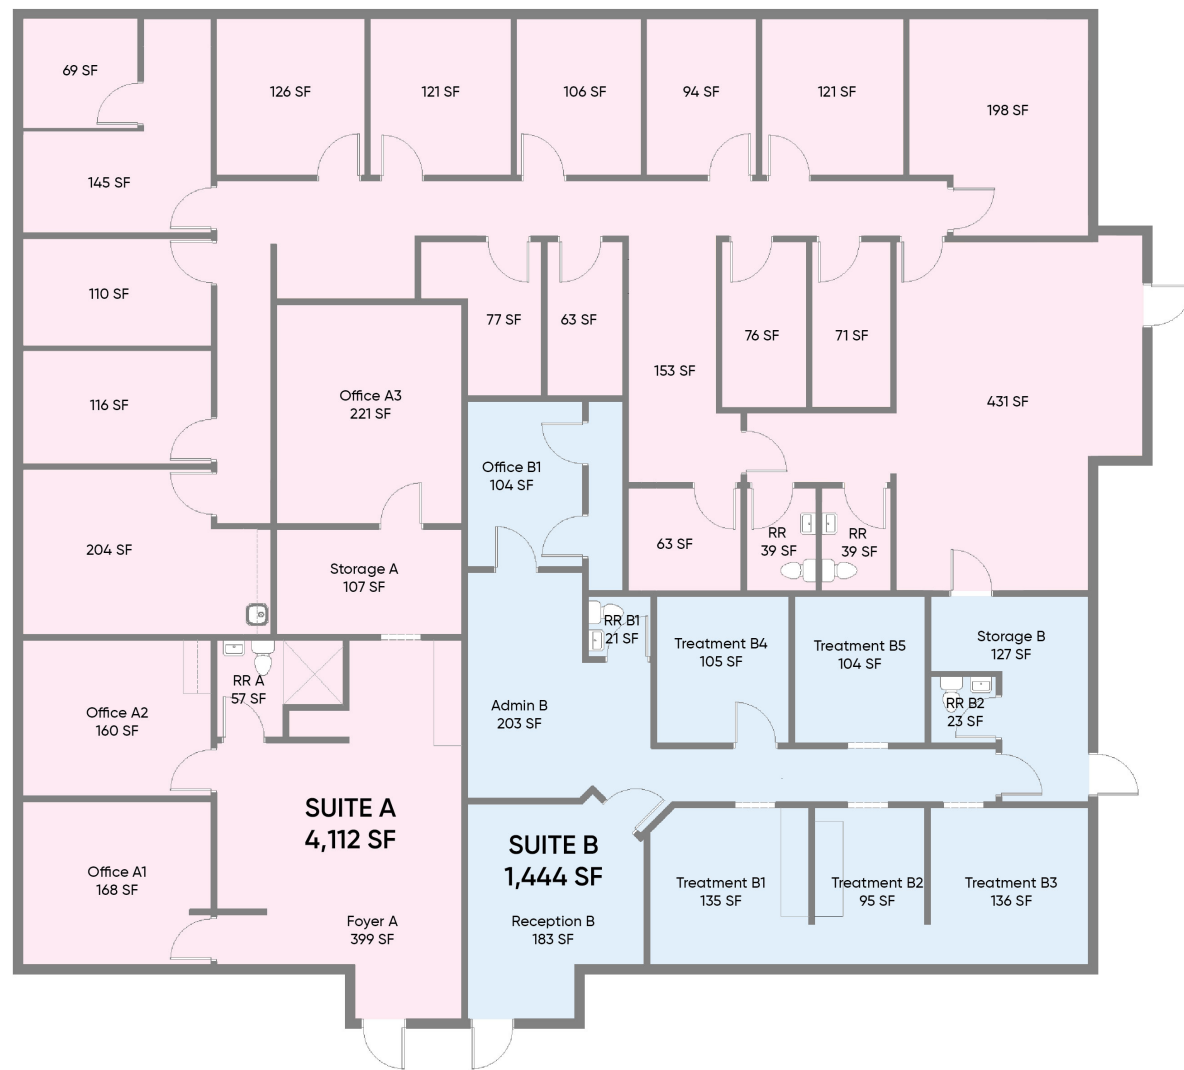 69 SF
126 SF
121 SF
106 SF
94 SF
121 SF
198 SF
145 SF
110 SF
77 SF
63 SF
76 SF
71 SF
153 SF
431 SF
116 SF
Office A3
221 SF
Office B1
104 SF
204 SF
Storage A
107 SF
63 SF
RR
39 SF
RR
39 SF
RR B1
21 SF
Treatment B4
105 SF
Treatment B5
104 SF
Storage B
127 SF
RR A
57 SF
Office A2
160 SF
Admin B
203 SF
RR B2
23 SF
SUITE A
4,112 SF
SUITE B
1,444 SF
Office A1
168 SF
Treatment B1
135 SF
Treatment B2
95 SF
Treatment B3
136 SF
Foyer A
399 SF
Reception B
183 SF